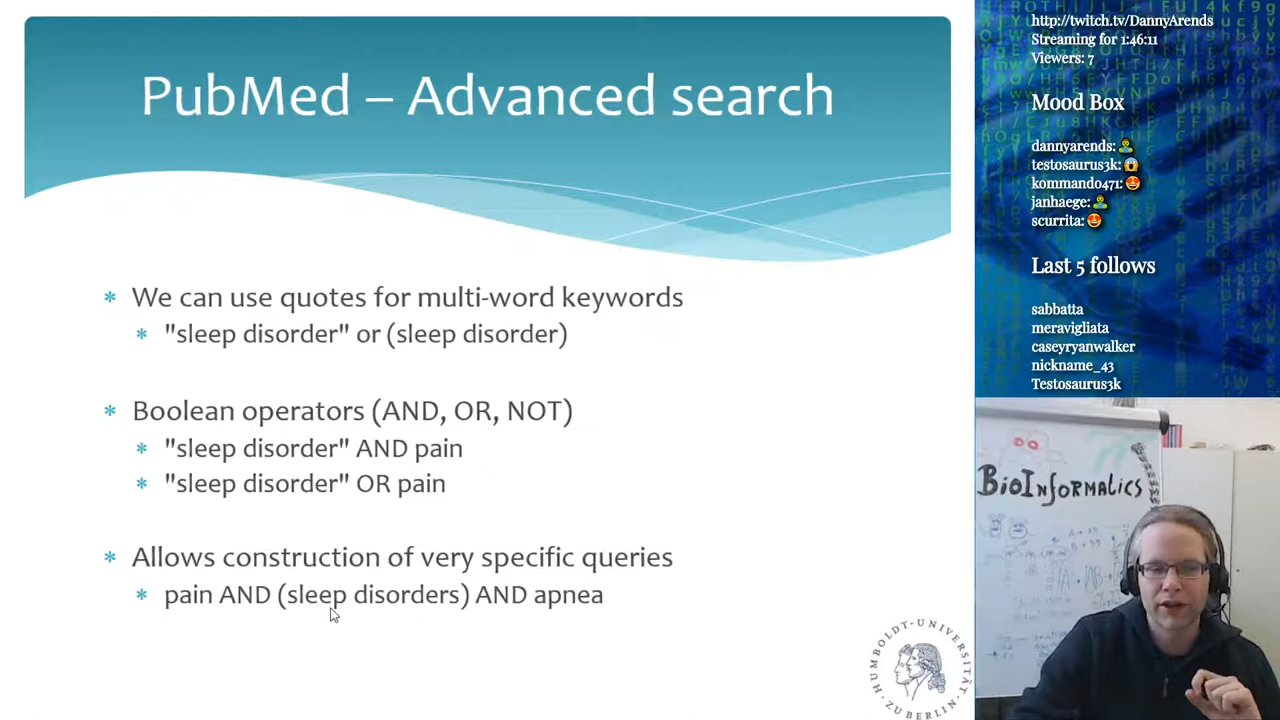 PubMed – Advanced search
* We can use quotes for multi-word keywords
* "sleep disorder" or (sleep disorder)
* Boolean operators (AND, OR, NOT)
* "sleep disorder" AND pain
* "sleep disorder" OR pain
* Allows construction of very specific queries
* pain AND (sleep disorders) AND apnea
HUMBOLDT-UNIVERSITÄT
ZU BERLIN
http://twitch.tv/DannyArends
Streaming for 1:46:11
Viewers: 7
Mood Box
dannyarends:
testosaurus3k:
kommando471:
janhaege:
scurrita:
Last 5 follows
sabbatta
meravigliata
caseyryanwalker
nickname_43
Testosaurus3k
BioInformatics